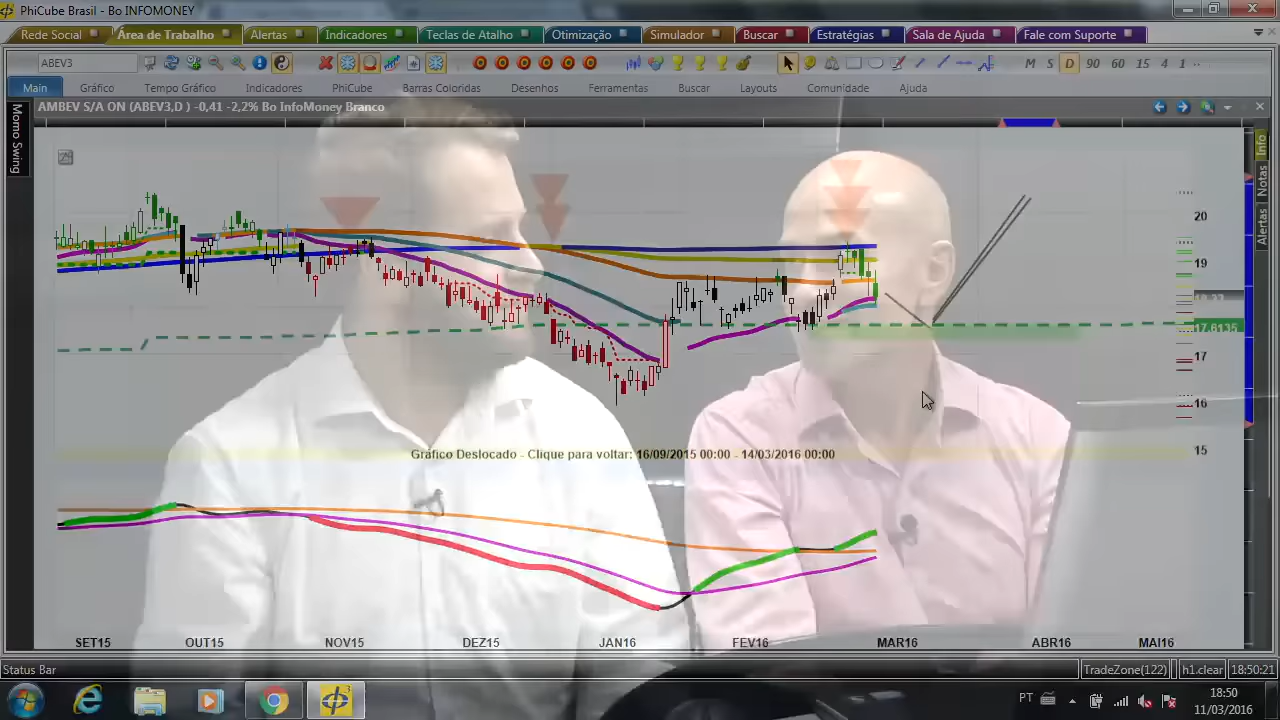 PhiCube Brasil - Bo INFOMONEY
Rede Social Área de Trabalho Alertas Indicadores Teclas de Atalho Otimização Simulador Buscar Estratégias Sala de Ajuda Fale com Suporte
ABEV3 M S D 90 60 15 4 1
Main Gráfico Tempo Gráfico Indicadores PhiCube Barras Coloridas Desenhos Ferramentas Buscar Layouts Comunidade Ajuda
AMBEV S/A ON (ABEV3,D ) -0,41 -2,2% Bo InfoMoney Branco
Momo Swing
Info
Notas
Alertas
20
19
17.6135
17
16
15
Gráfico Deslocado - Clique para voltar: 16/09/2015 00:00 - 14/03/2016 00:00
SET15 OUT15 NOV15 DEZ15 JAN16 FEV16 MAR16 ABR16 MAI16
Status Bar TradeZone(122) h1.clear 18:50:21
PT 18:50
11/03/2016